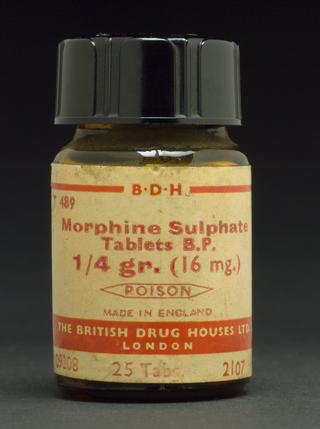 B·D·H
489
Morphine Sulphate
Tablets B.P.
1/4 gr. (16 mg.)
POISON
MADE IN ENGLAND
THE BRITISH DRUG HOUSES LTD.
LONDON
25 Tabs. 2107